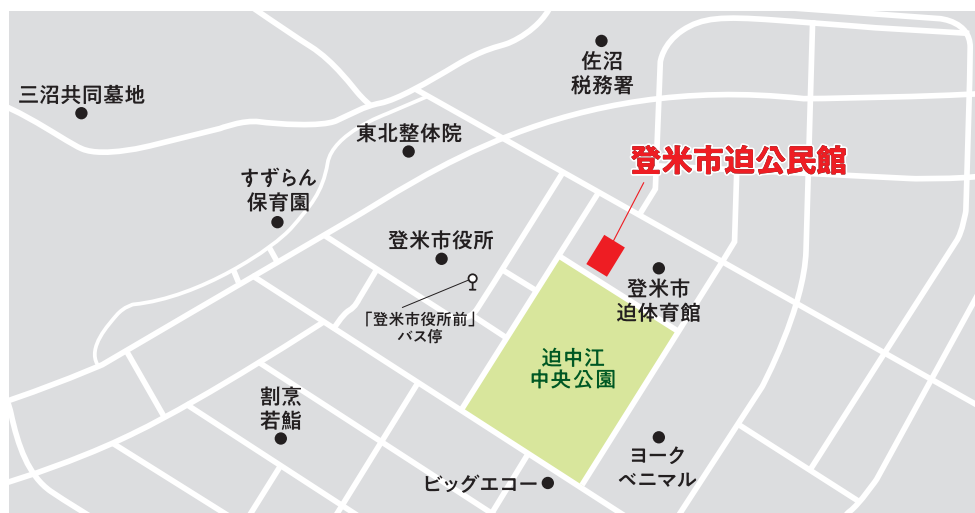 佐沼
税務署
三沼共同墓地
東北整体院
登米市迫公民館
すずらん
保育園
登米市役所
登米市
迫体育館
「登米市役所前」
バス停
迫中江
中央公園
割烹
若鮨
ヨーク
ベニマル
ビッグエコー